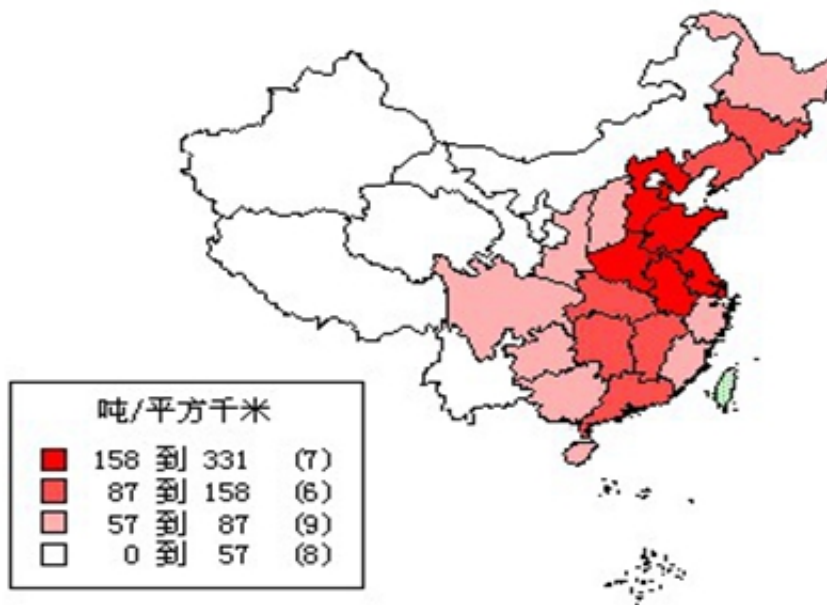 吨/平方千米
158 到 331 (7)
87 到 158 (6)
57 到 87 (9)
0 到 57 (8)